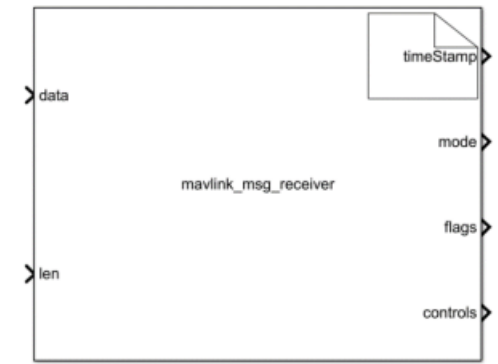 timeStamp
data
mode
mavlink_msg_receiver
flags
len
controls